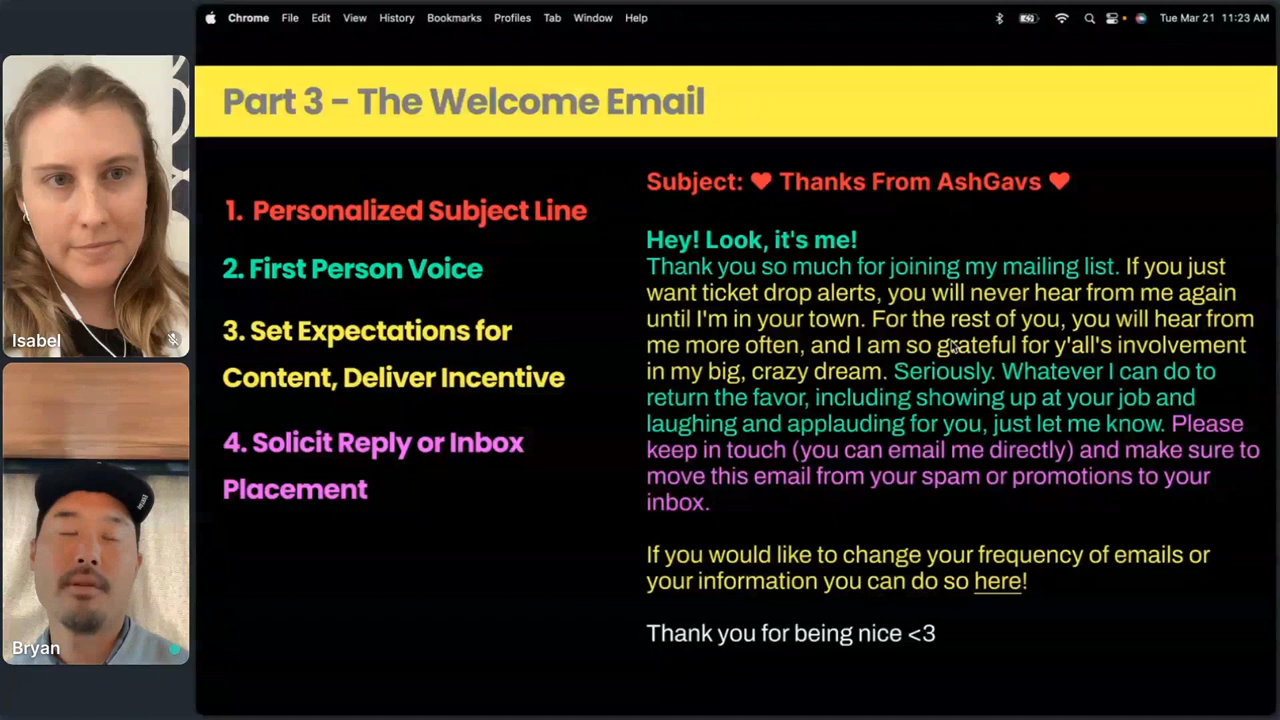 Chrome File Edit View History Bookmarks Profiles Tab Window Help Tue Mar 21 11:23 AM
Part 3 - The Welcome Email
1. Personalized Subject Line
2. First Person Voice
3. Set Expectations for
Content, Deliver Incentive
4. Solicit Reply or Inbox
Placement
Subject: ♥ Thanks From AshGavs ♥
Hey! Look, it's me!
Thank you so much for joining my mailing list. If you just
want ticket drop alerts, you will never hear from me again
until I'm in your town. For the rest of you, you will hear from
me more often, and I am so grateful for y'all's involvement
in my big, crazy dream. Seriously. Whatever I can do to
return the favor, including showing up at your job and
laughing and applauding for you, just let me know. Please
keep in touch (you can email me directly) and make sure to
move this email from your spam or promotions to your
inbox.
If you would like to change your frequency of emails or
your information you can do so here!
Thank you for being nice <3
Isabel
Bryan